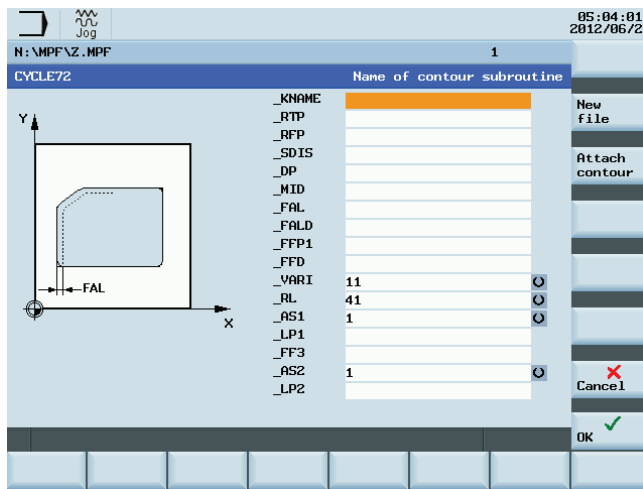 Jog
05:04:01
2012/06/2
N:\MPF\Z.MPF 1
CYCLE72 Name of contour subroutine
_KNAME
_RTP
_RFP
_SDIS
_DP
_MID
_FAL
_FALD
_FFP1
_FFD
_VARI 11
_RL 41
_AS1 1
_LP1
_FF3
_AS2 1
_LP2
Y
FAL
X
New
file
Attach
contour
Cancel
OK